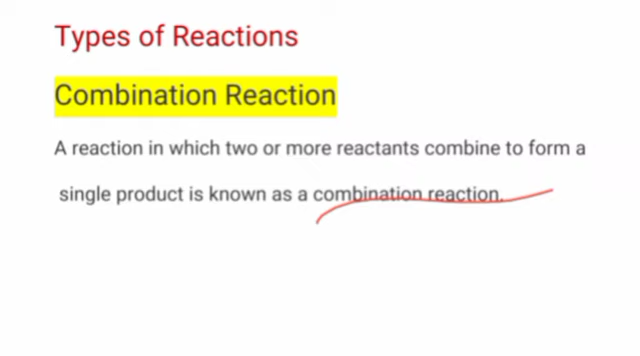 Types of Reactions
Combination Reaction
A reaction in which two or more reactants combine to form a
single product is known as a combination reaction.